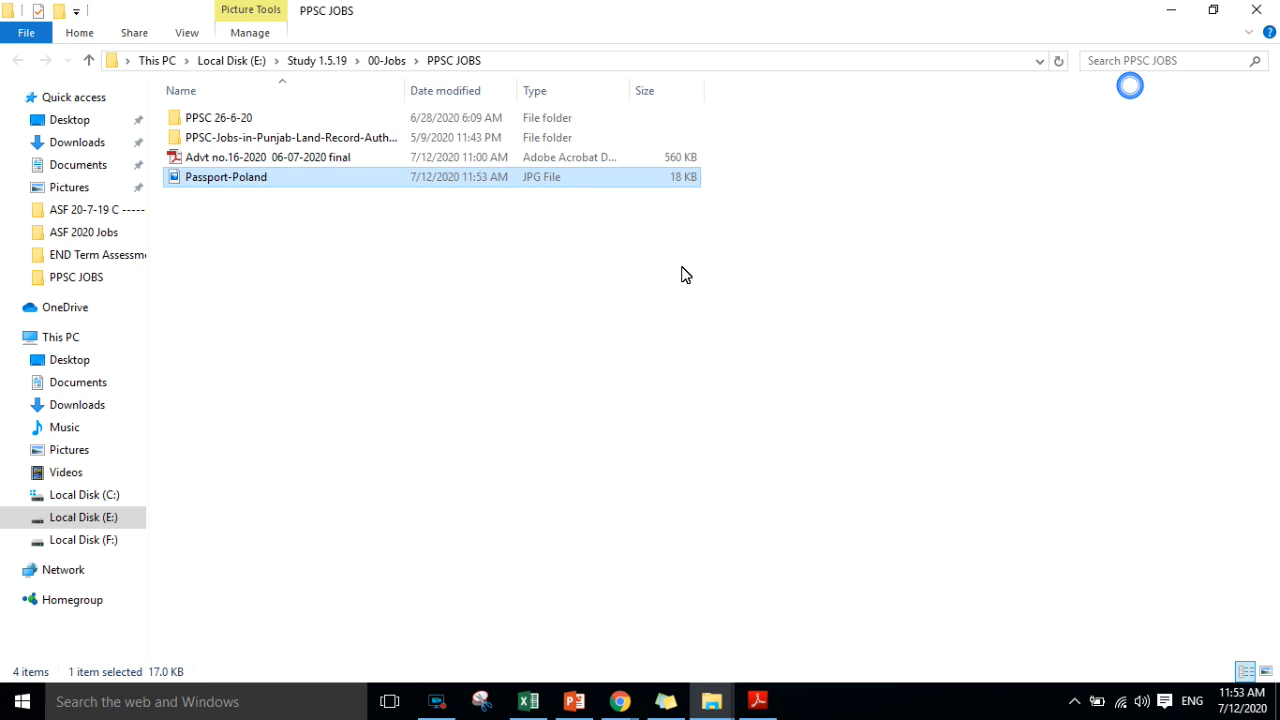 Picture Tools PPSC JOBS
File Home Share View Manage
This PC Local Disk (E:) Study 1.5.19 00-Jobs PPSC JOBS Search PPSC JOBS
Name Date modified Type Size
PPSC 26-6-20 6/28/2020 6:09 AM File folder
PPSC-Jobs-in-Punjab-Land-Record-Auth... 5/9/2020 11:43 PM File folder
Advt no.16-2020 06-07-2020 final 7/12/2020 11:00 AM Adobe Acrobat D... 560 KB
Passport-Poland 7/12/2020 11:53 AM JPG File 18 KB
Quick access
Desktop
Downloads
Documents
Pictures
ASF 20-7-19 C -----
ASF 2020 Jobs
END Term Assessm
PPSC JOBS
OneDrive
This PC
Desktop
Documents
Downloads
Music
Pictures
Videos
Local Disk (C:)
Local Disk (E:)
Local Disk (F:)
Network
Homegroup
4 items 1 item selected 17.0 KB
Search the web and Windows
ENG
11:53 AM
7/12/2020